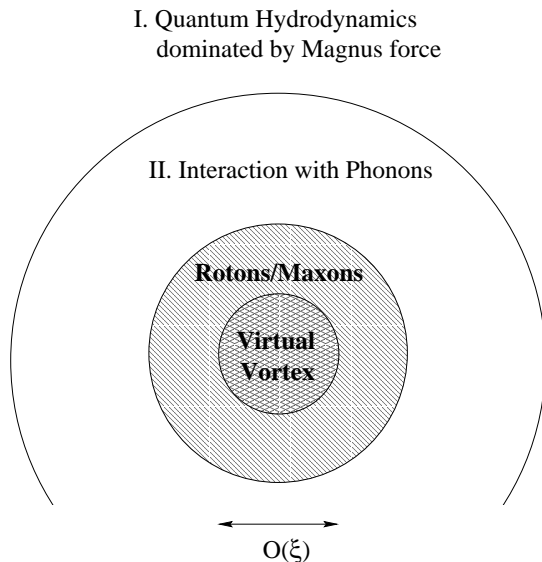 I. Quantum Hydrodynamics
dominated by Magnus force
II. Interaction with Phonons
Rotons/Maxons
Virtual
Vortex
O(ξ)